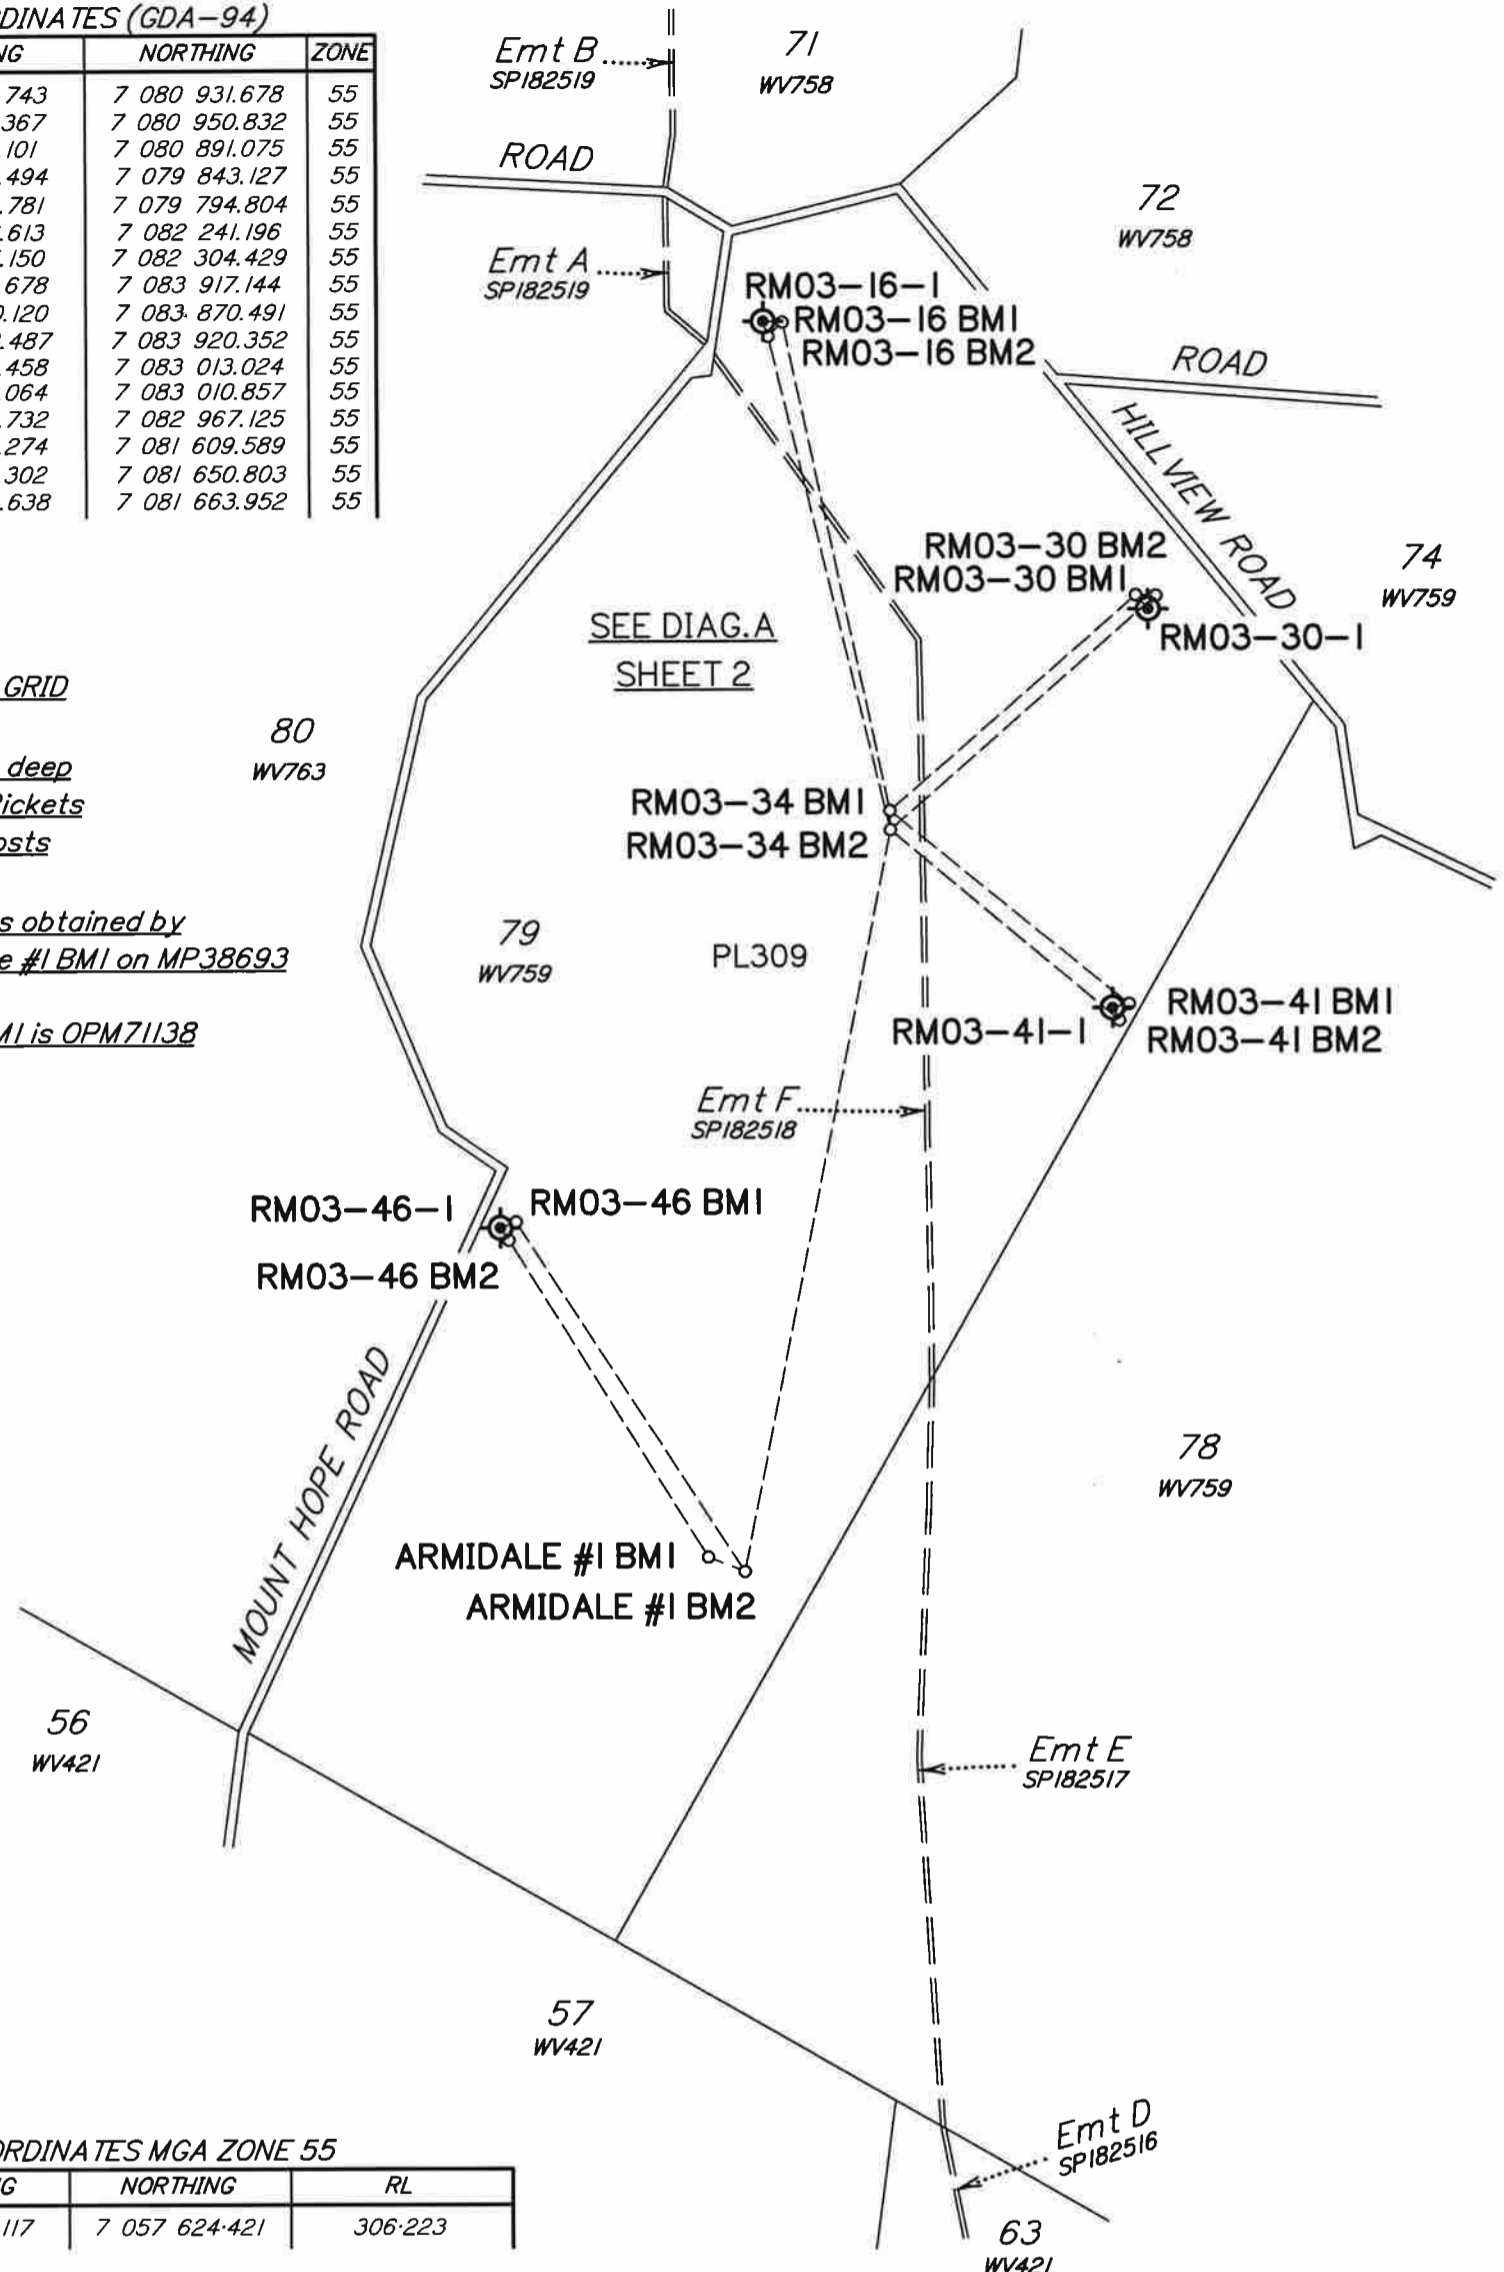 RDINATES (GDA-94)
NG NORTHING ZONE
743 7 080 931.678 55
367 7 080 950.832 55
.101 7 080 891.075 55
.494 7 079 843.127 55
.781 7 079 794.804 55
.613 7 082 241.196 55
.150 7 082 304.429 55
.678 7 083 917.144 55
0.120 7 083 870.491 55
.487 7 083 920.352 55
.458 7 083 013.024 55
064 7 083 010.857 55
.732 7 082 967.125 55
.274 7 081 609.589 55
302 7 081 650.803 55
.638 7 081 663.952 55
Emt B
SP182519
71
WV758
ROAD
72
WV758
Emt A
SP182519
RM03-16-1
RM03-16 BM1
RM03-16 BM2
ROAD
HILLVIEW ROAD
RM03-30 BM2
RM03-30 BM1
RM03-30-1
74
WV759
SEE DIAG.A
SHEET 2
GRID
deep
Pickets
osts
80
WV763
RM03-34 BM1
RM03-34 BM2
s obtained by
e #1 BM1 on MP38693
M1 is OPM71138
79
WV759
PL309
RM03-41-1
RM03-41 BM1
RM03-41 BM2
Emt F
SP182518
RM03-46-1
RM03-46 BM1
RM03-46 BM2
MOUNT HOPE ROAD
78
WV759
ARMIDALE #1 BM1
ARMIDALE #1 BM2
56
WV421
Emt E
SP182517
57
WV421
Emt D
SP182516
63
WV421
ORDINATES MGA ZONE 55
G NORTHING RL
117 7 057 624·421 306·223